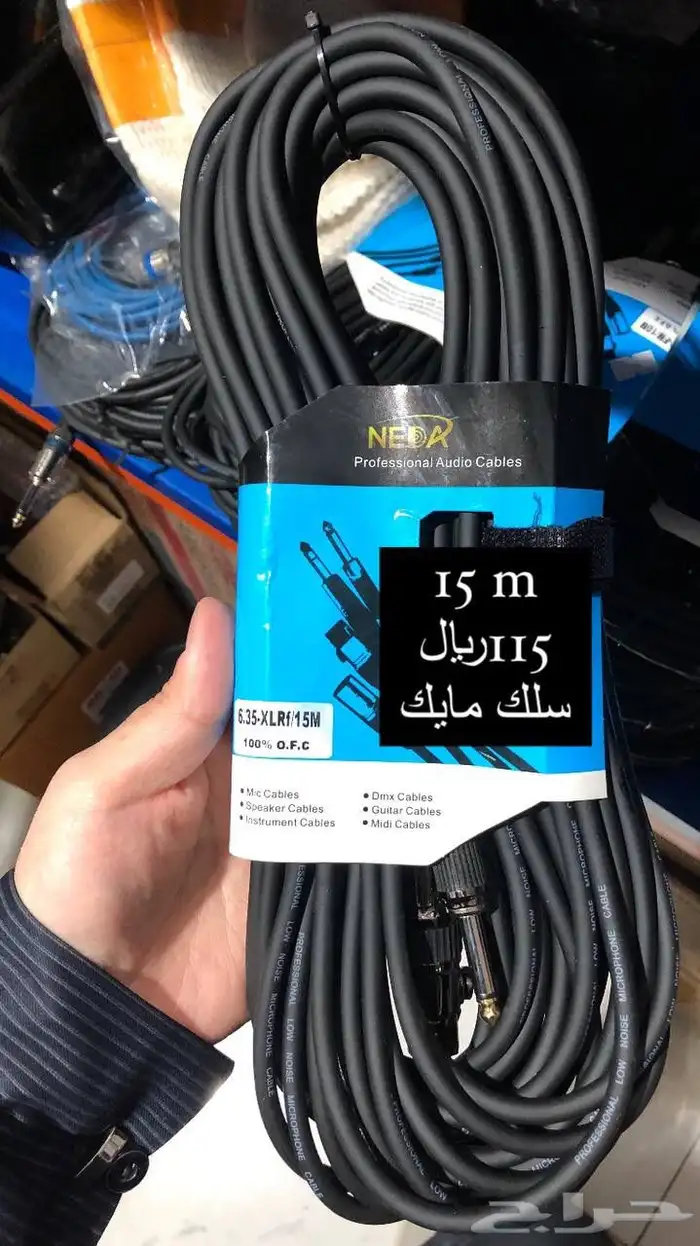 NEDA
Professional Audio Cables
15 m
115ريال
سلك مايك
6.35-XLRf/15M
100% O.F.C
• Mic Cables
• Speaker Cables
• Instrument Cables
• Dmx Cables
• Guitar Cables
• Midi Cables
PROFESSIONAL LOW NOISE MICROPHONE CABLE
PROFESSIONAL LOW NOISE MICROPHONE CABLE
حراج